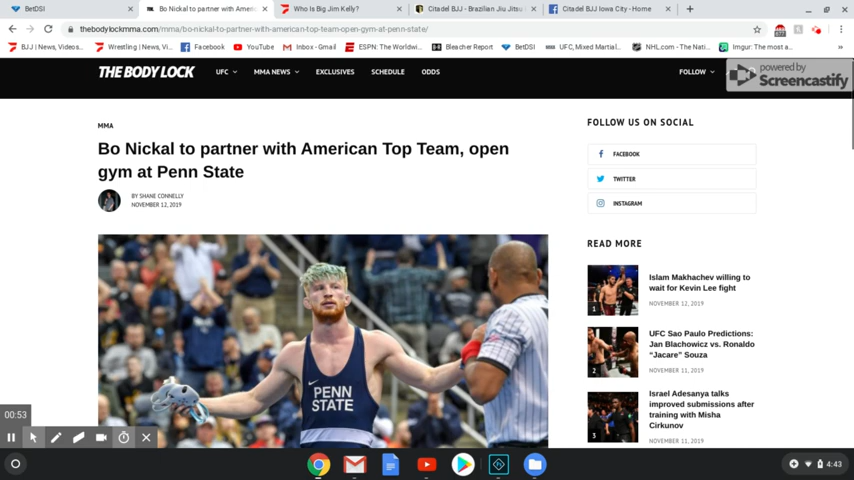 BetDSI
Bo Nickal to partner with Americ
Who Is Big Jim Kelly?
Citadel BJJ - Brazilian Jiu Jitsu
Citadel BJJ Iowa City - Home
thebodylockmma.com/mma/bo-nickal-to-partner-with-american-top-team-open-gym-at-penn-state/
BJJ | News, Videos...
Wrestling | News, Vi...
Facebook
YouTube
Inbox - Gmail
ESPN: The Worldwi...
Bleacher Report
BetDSI
UFC, Mixed Martial...
NHL.com - The Nati...
Imgur: The most a...
THE BODY LOCK
UFC
MMA NEWS
EXCLUSIVES
SCHEDULE
ODDS
FOLLOW
powered by
Screencastify
MMA
Bo Nickal to partner with American Top Team, open
gym at Penn State
BY SHANE CONNELLY
NOVEMBER 12, 2019
PENN
STATE
FOLLOW US ON SOCIAL
FACEBOOK
TWITTER
INSTAGRAM
READ MORE
1
Islam Makhachev willing to
wait for Kevin Lee fight
NOVEMBER 12, 2019
2
UFC Sao Paulo Predictions:
Jan Blachowicz vs. Ronaldo
“Jacare” Souza
NOVEMBER 11, 2019
3
Israel Adesanya talks
improved submissions after
training with Misha
Cirkunov
NOVEMBER 11, 2019
00:53
4:43